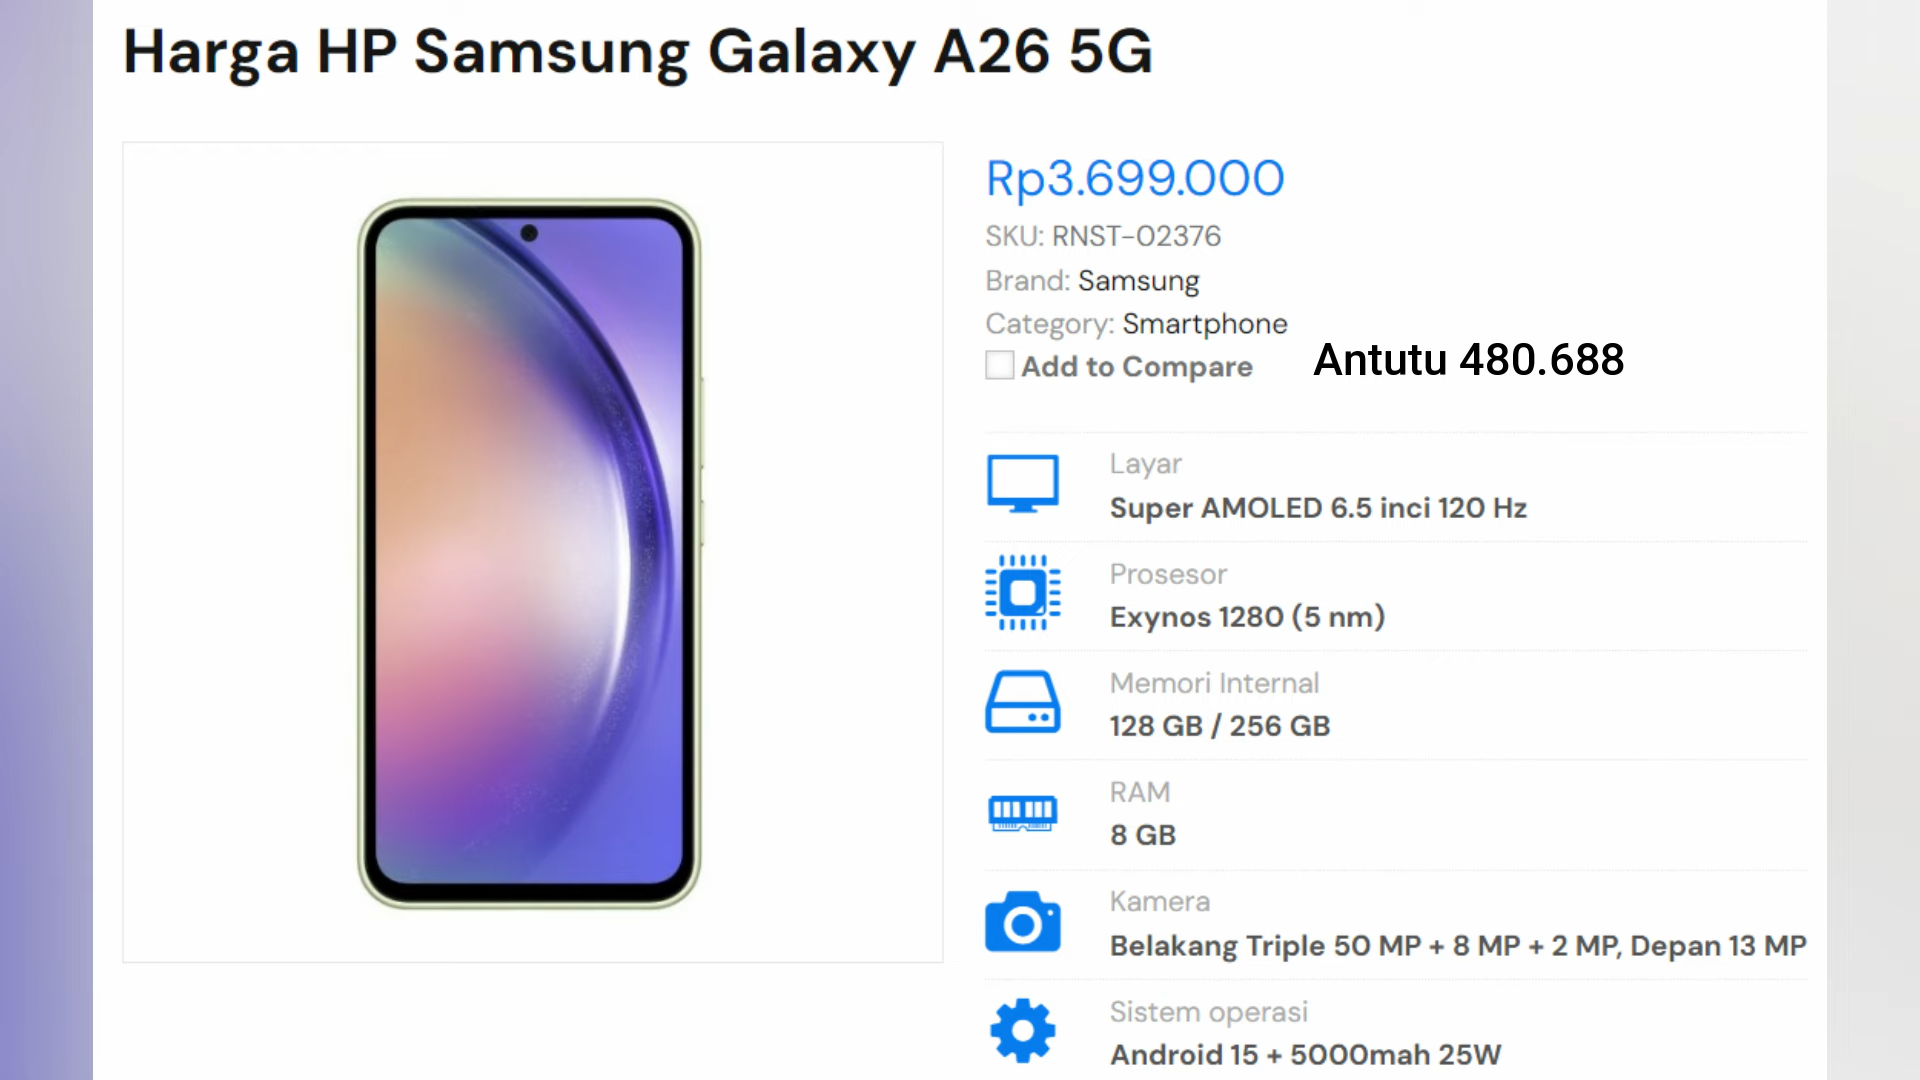 Harga HP Samsung Galaxy A26 5G
Rp3.699.000
SKU: RNST-02376
Brand: Samsung
Category: Smartphone
Add to Compare
Antutu 480.688
Layar
Super AMOLED 6.5 inci 120 Hz
Prosesor
Exynos 1280 (5 nm)
Memori Internal
128 GB / 256 GB
RAM
8 GB
Kamera
Belakang Triple 50 MP + 8 MP + 2 MP, Depan 13 MP
Sistem operasi
Android 15 + 5000mah 25W